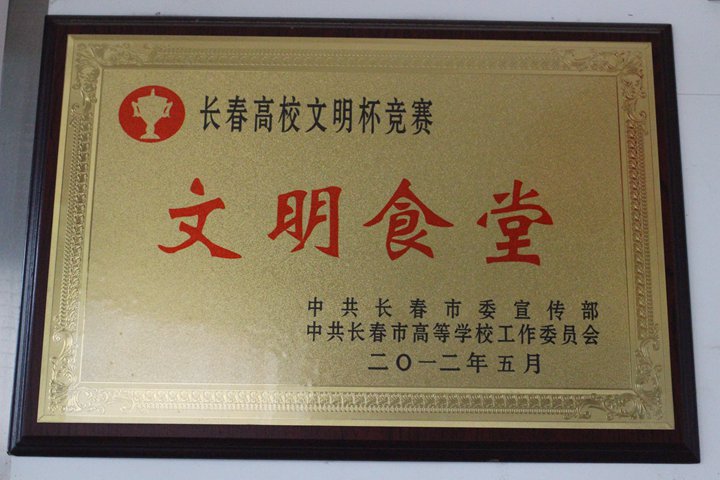 长春高校文明杯竞赛
文明食堂
中共长春市委宣传部
中共长春市高等学校工作委员会
二〇一二年五月